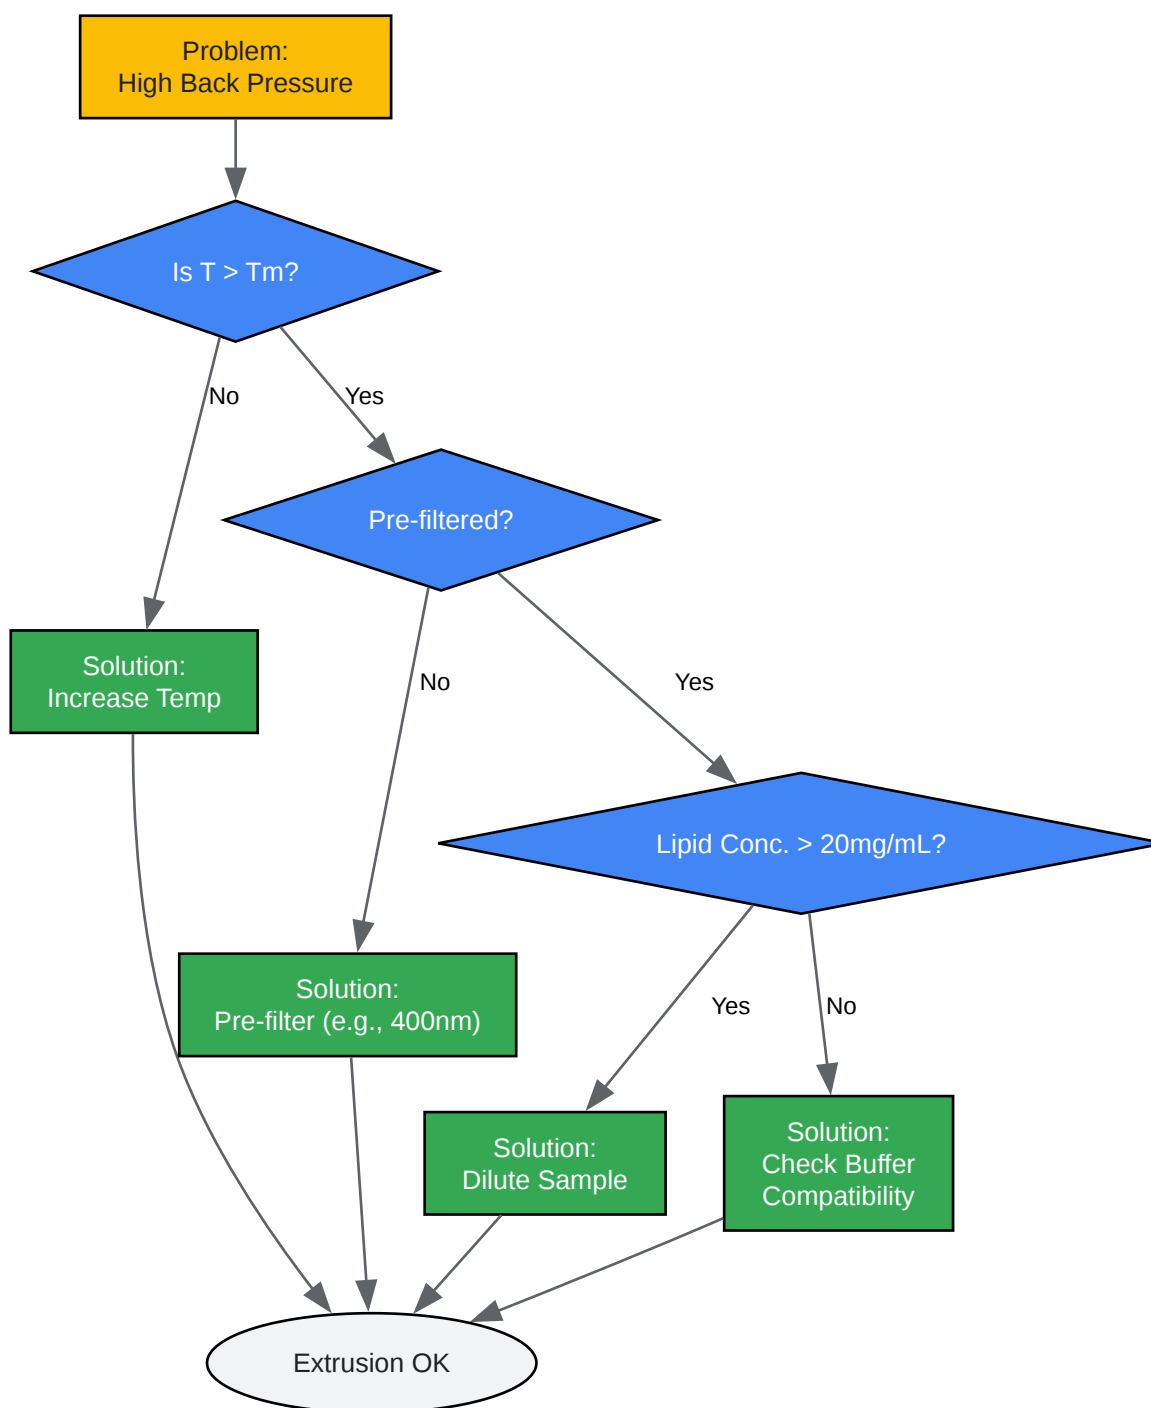 Problem:
High Back Pressure
Is T > Tm?
No
Yes
Pre-filtered?
Solution:
Increase Temp
No
Yes
Lipid Conc. > 20mg/mL?
Solution:
Pre-filter (e.g., 400nm)
Yes
No
Solution:
Dilute Sample
Solution:
Check Buffer
Compatibility
Extrusion OK